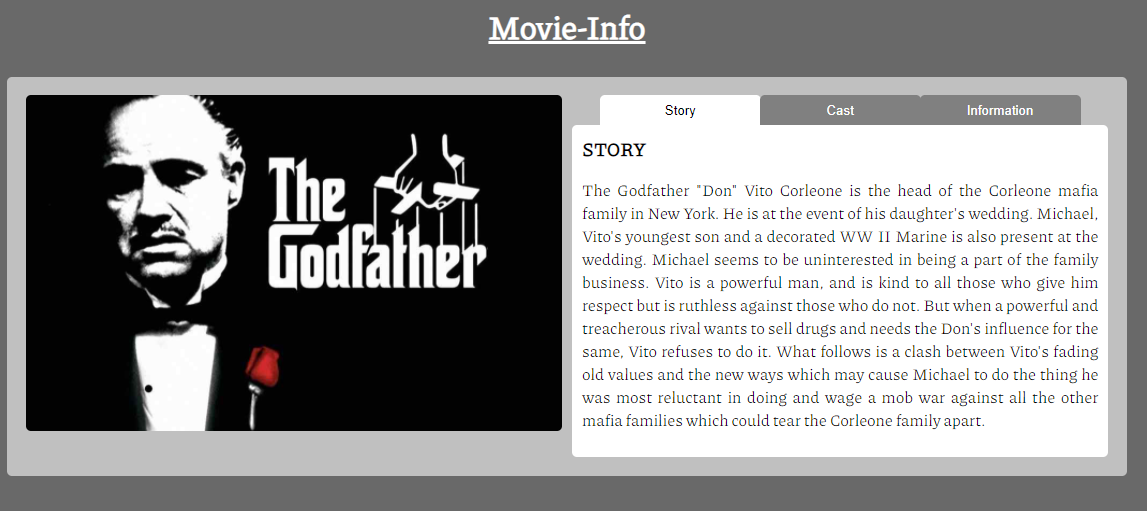 Movie-Info
The
Godfather
Story
Cast
Information
STORY
The Godfather "Don" Vito Corleone is the head of the Corleone mafia
family in New York. He is at the event of his daughter's wedding. Michael,
Vito's youngest son and a decorated WW II Marine is also present at the
wedding. Michael seems to be uninterested in being a part of the family
business. Vito is a powerful man, and is kind to all those who give him
respect but is ruthless against those who do not. But when a powerful and
treacherous rival wants to sell drugs and needs the Don's influence for the
same, Vito refuses to do it. What follows is a clash between Vito's fading
old values and the new ways which may cause Michael to do the thing he
was most reluctant in doing and wage a mob war against all the other
mafia families which could tear the Corleone family apart.